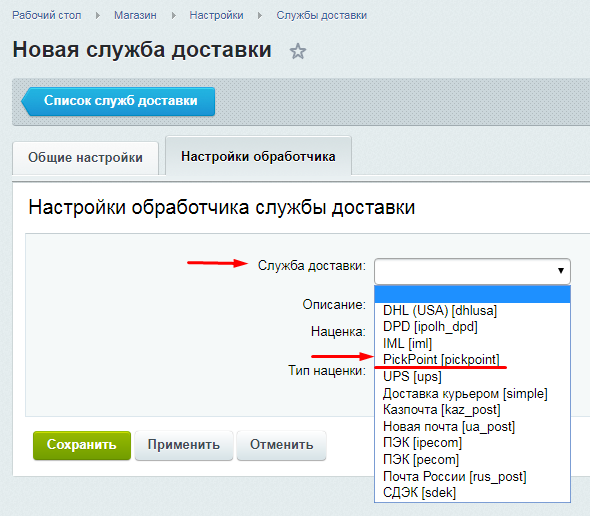 Рабочий стол Магазин Настройки Службы доставки
Новая служба доставки
Список служб доставки
Общие настройки Настройки обработчика
Настройки обработчика службы доставки
Служба доставки:
Описание:
Наценка:
Тип наценки:
DHL (USA) [dhlusa]
DPD [ipolh_dpd]
IML [iml]
PickPoint [pickpoint]
UPS [ups]
Доставка курьером [simple]
Казпочта [kaz_post]
Новая почта [ua_post]
ПЭК [ipecom]
ПЭК [pecom]
Почта России [rus_post]
СДЭК [sdek]
Сохранить Применить Отменить